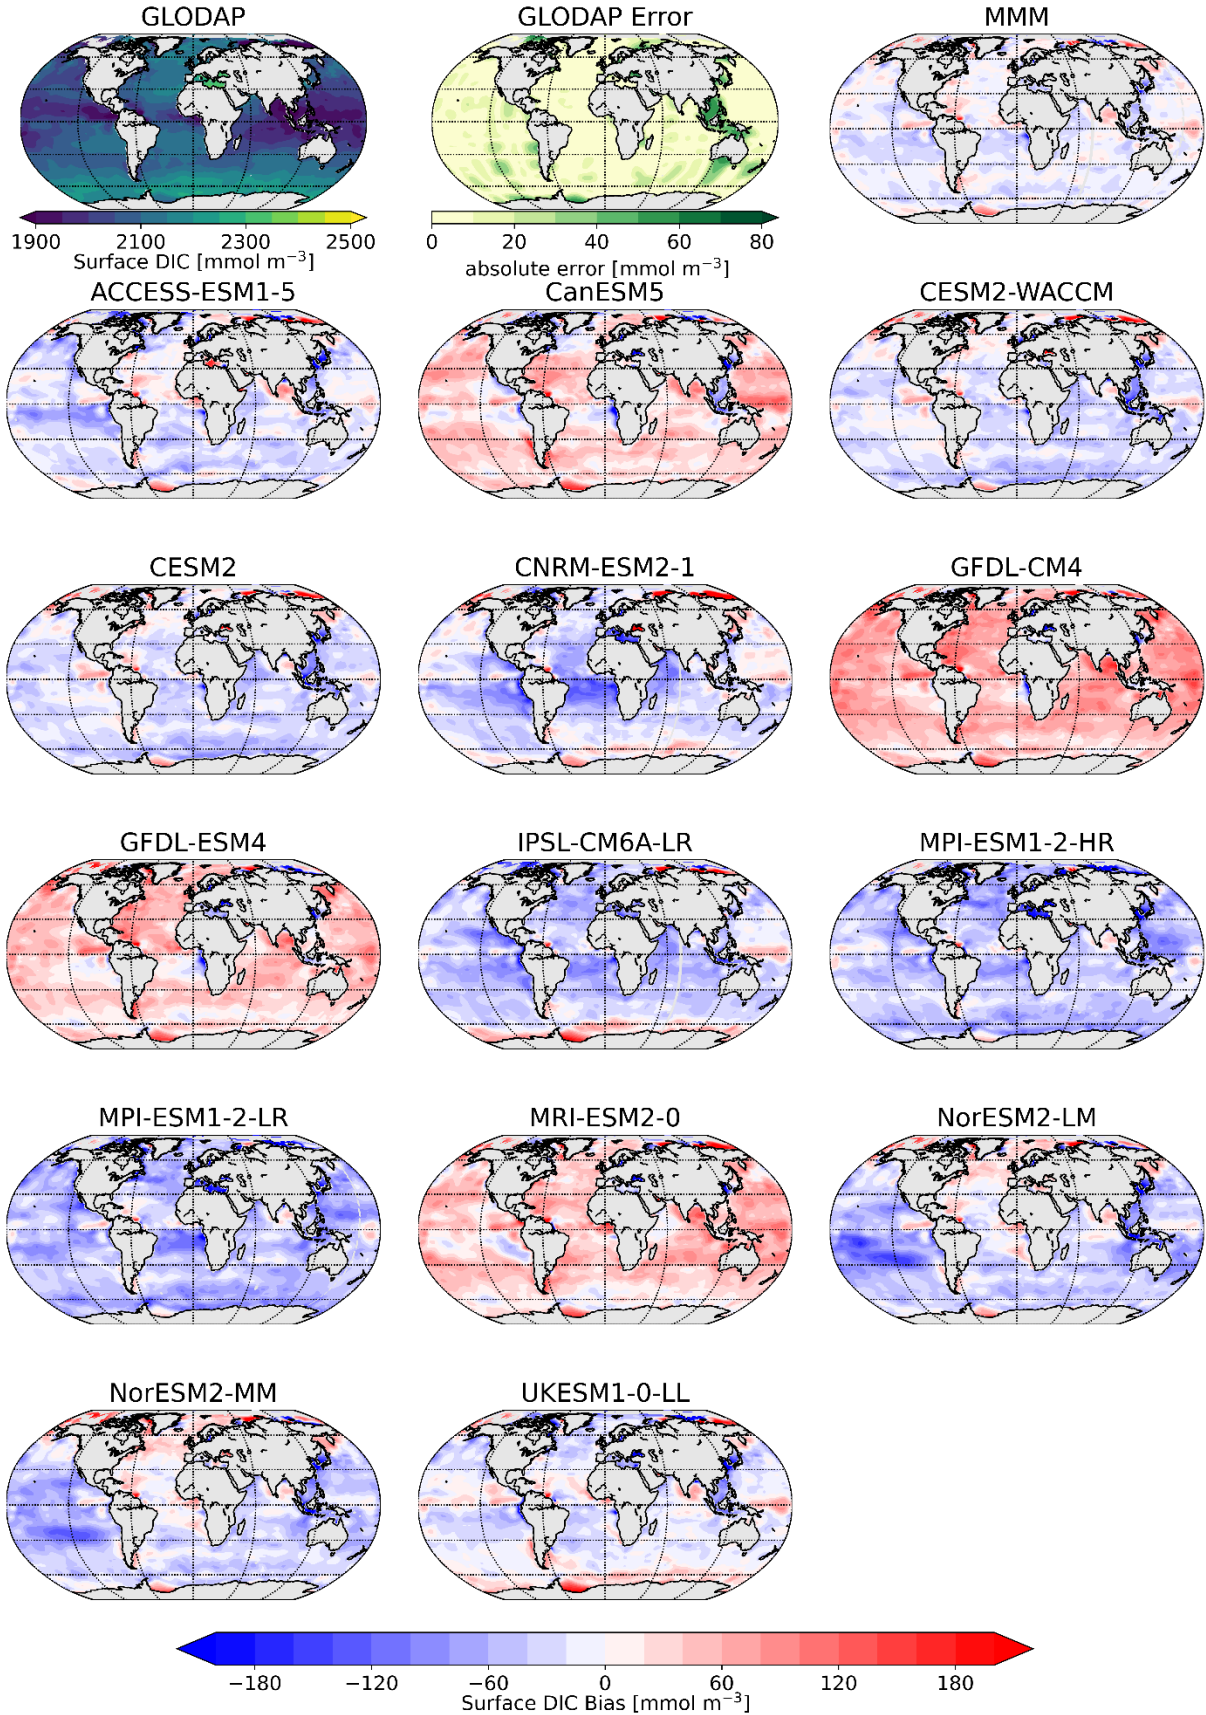 GLODAP
GLODAP Error
MMM
1900 2100 2300 2500
Surface DIC [mmol m⁻³]
0 20 40 60 80
absolute error [mmol m⁻³]
ACCESS-ESM1-5
CanESM5
CESM2-WACCM
CESM2
CNRM-ESM2-1
GFDL-CM4
GFDL-ESM4
IPSL-CM6A-LR
MPI-ESM1-2-HR
MPI-ESM1-2-LR
MRI-ESM2-0
NorESM2-LM
NorESM2-MM
UKESM1-0-LL
−180 −120 −60 0 60 120 180
Surface DIC Bias [mmol m⁻³]